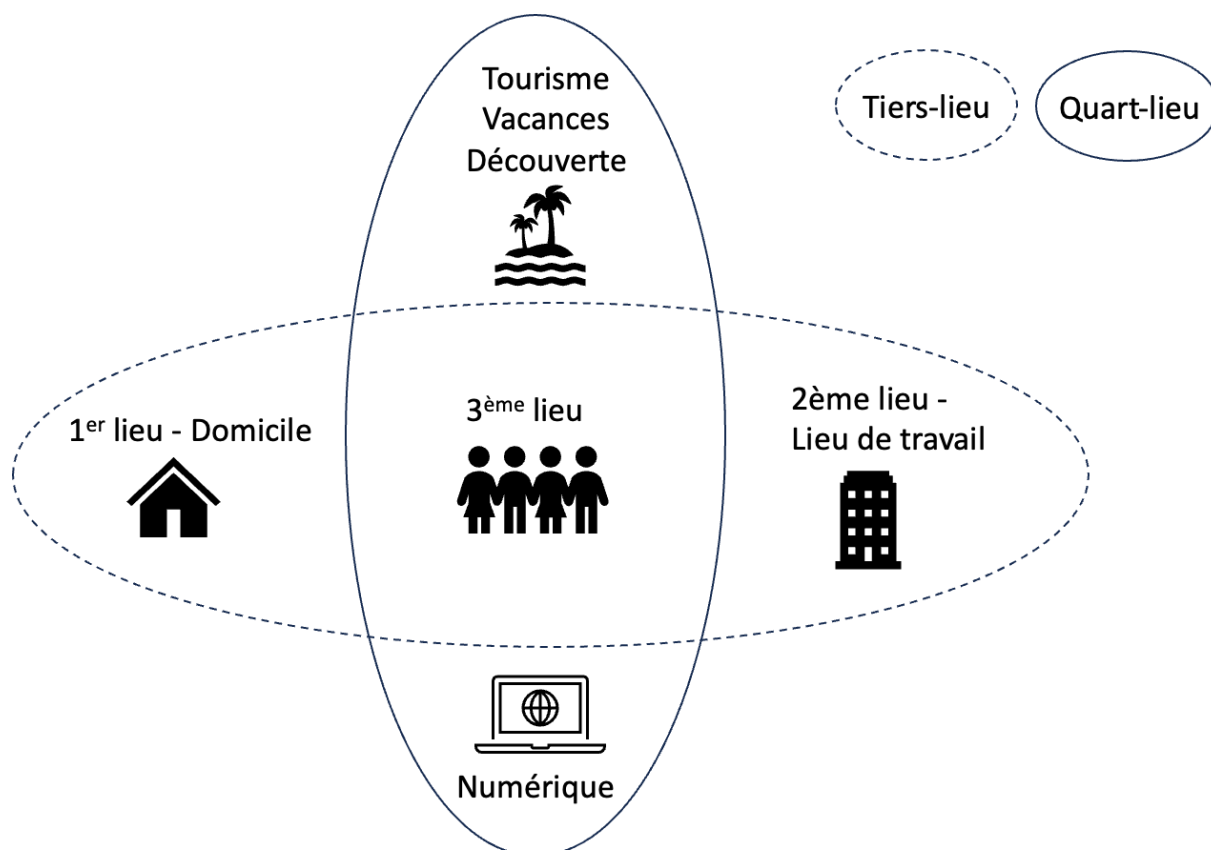 Tourisme
Vacances
Découverte
Tiers-lieu
Quart-lieu
1er lieu - Domicile
3ème lieu
2ème lieu -
Lieu de travail
Numérique